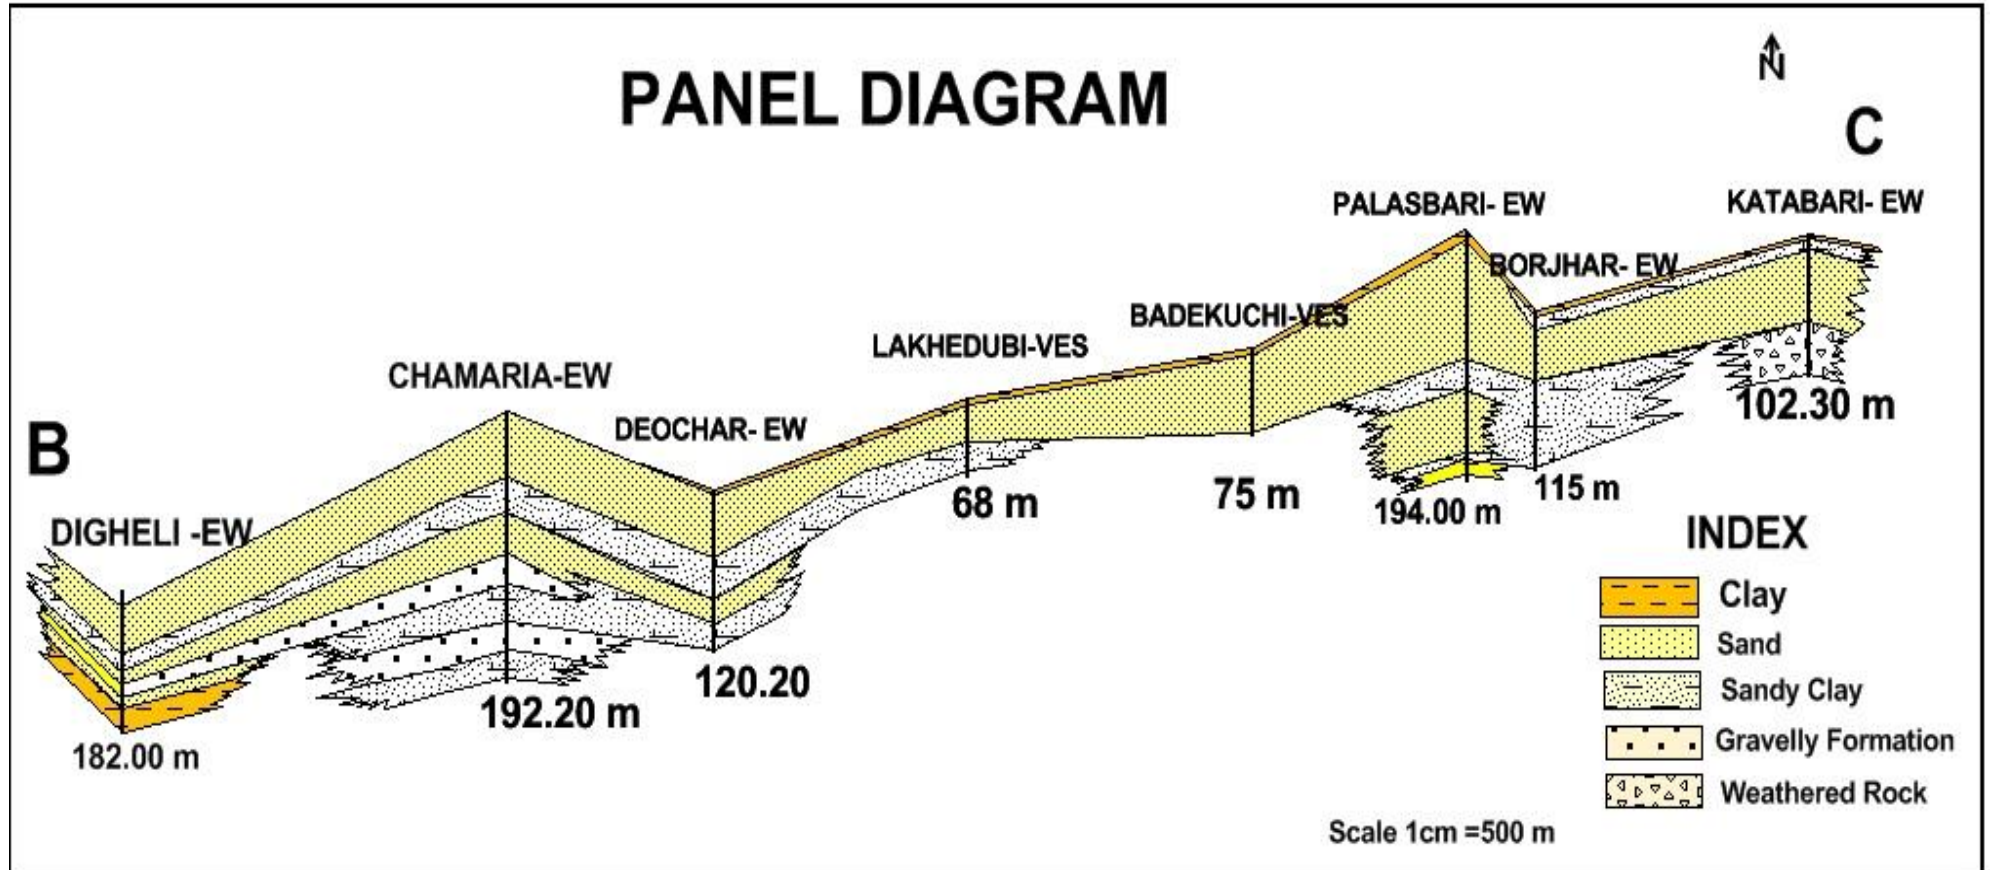 PANEL DIAGRAM
N
C
PALASBARI- EW
KATABARI- EW
BORJHAR- EW
BADEKUCHI-VES
LAKHEDUBI-VES
CHAMARIA-EW
DEOCHAR- EW
B
DIGHELI -EW
102.30 m
68 m
75 m
194.00 m
115 m
120.20
192.20 m
182.00 m
INDEX
Clay
Sand
Sandy Clay
Gravelly Formation
Weathered Rock
Scale 1cm =500 m